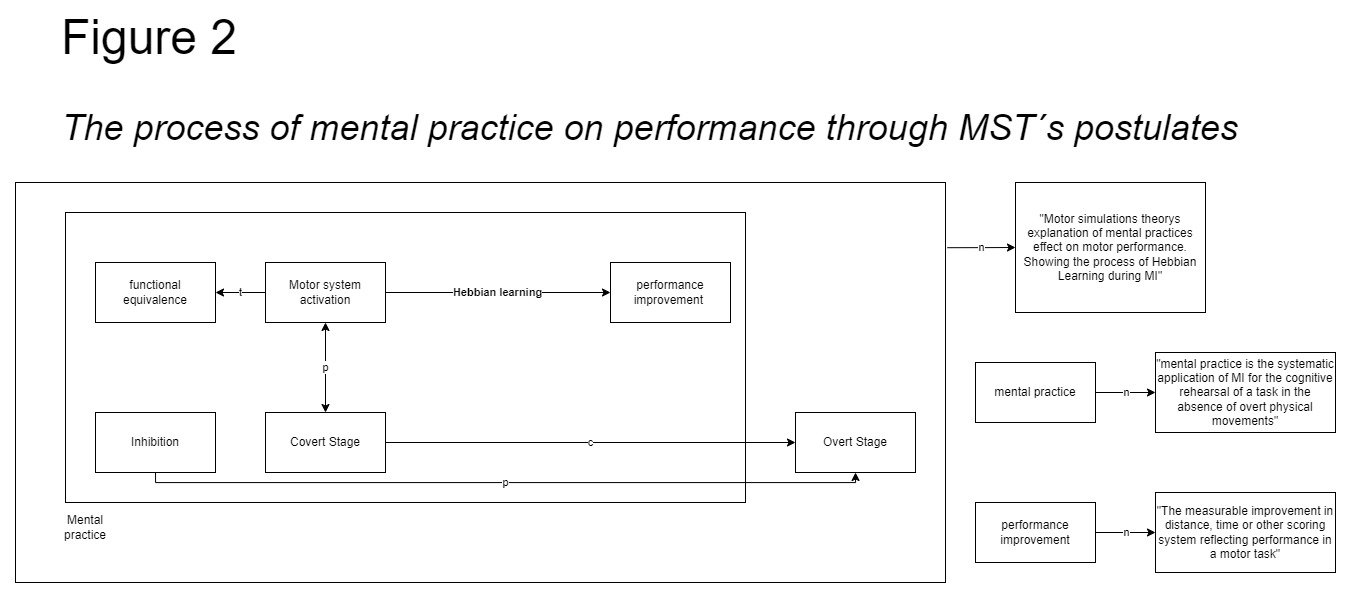 Figure 2
The process of mental practice on performance through MST´s postulates
"Motor simulations theorys
explanation of mental practices
effect on motor performance.
Showing the process of Hebbian
Learning during MI"
n
functional
equivalence
t
Motor system
activation
Hebbian learning
performance
improvement
p
Inhibition
Covert Stage
c
Overt Stage
p
Mental
practice
mental practice
n
"mental practice is the systematic
application of MI for the cognitive
rehearsal of a task in the
absence of overt physical
movements"
performance
improvement
n
"The measurable improvement in
distance, time or other scoring
system reflecting performance in
a motor task"